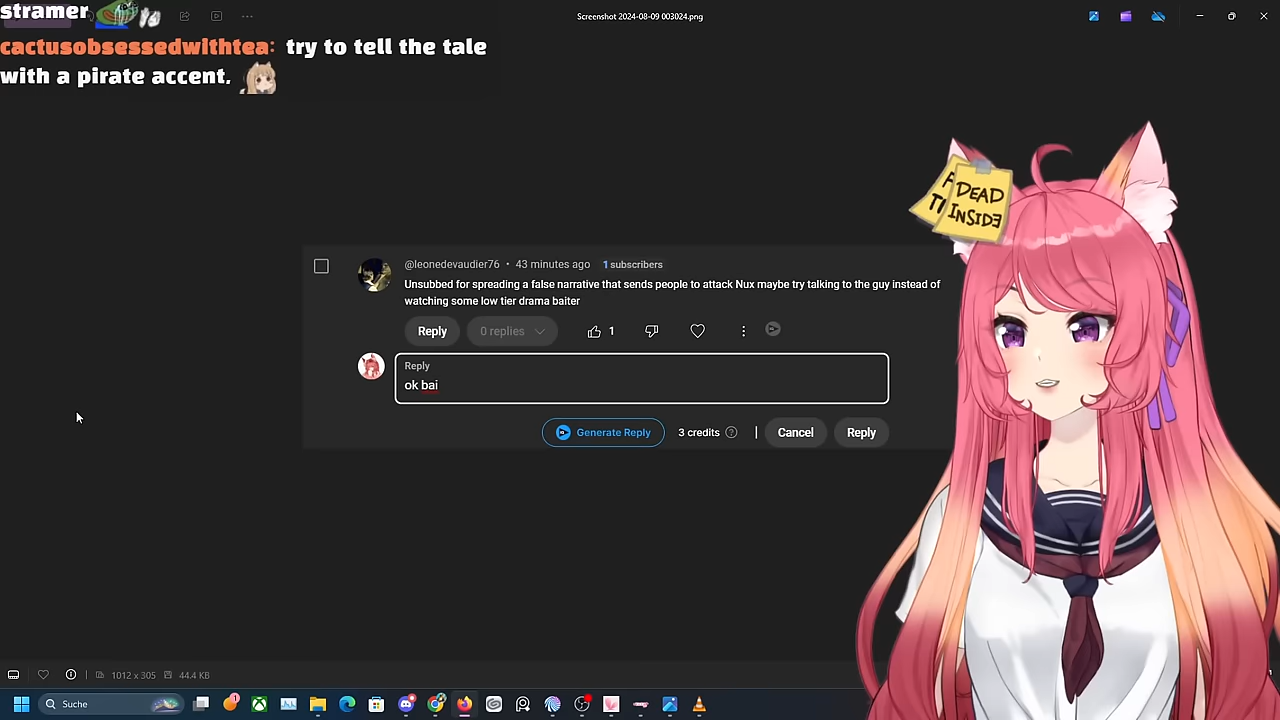 stramer
Screenshot 2024-08-09 003024.png
cactusobsessedwithtea: try to tell the tale
with a pirate accent.
DEAD
INSIDE
@leonedevaudier76 • 43 minutes ago 1 subscribers
Unsubbed for spreading a false narrative that sends people to attack Nux maybe try talking to the guy instead of
watching some low tier drama baiter
Reply 0 replies 1
Reply
ok bai
Generate Reply 3 credits | Cancel Reply
1012 x 305 44.4 KB
Suche